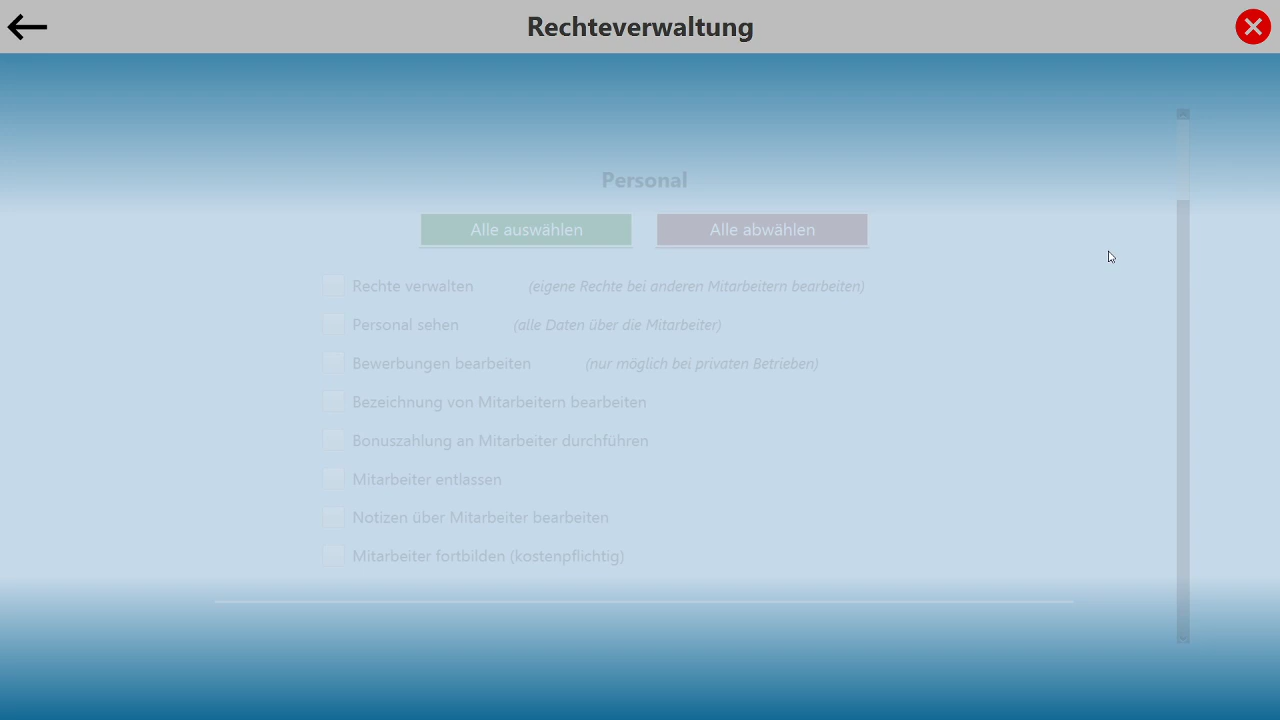 Rechteverwaltung
Personal
Alle auswählen Alle abwählen
Rechte verwalten (eigene Rechte bei anderen Mitarbeitern bearbeiten)
Personal sehen (alle Daten über die Mitarbeiter)
Bewerbungen bearbeiten (nur möglich bei privaten Betrieben)
Bezeichnung von Mitarbeitern bearbeiten
Bonuszahlung an Mitarbeiter durchführen
Mitarbeiter entlassen
Notizen über Mitarbeiter bearbeiten
Mitarbeiter fortbilden (kostenpflichtig)